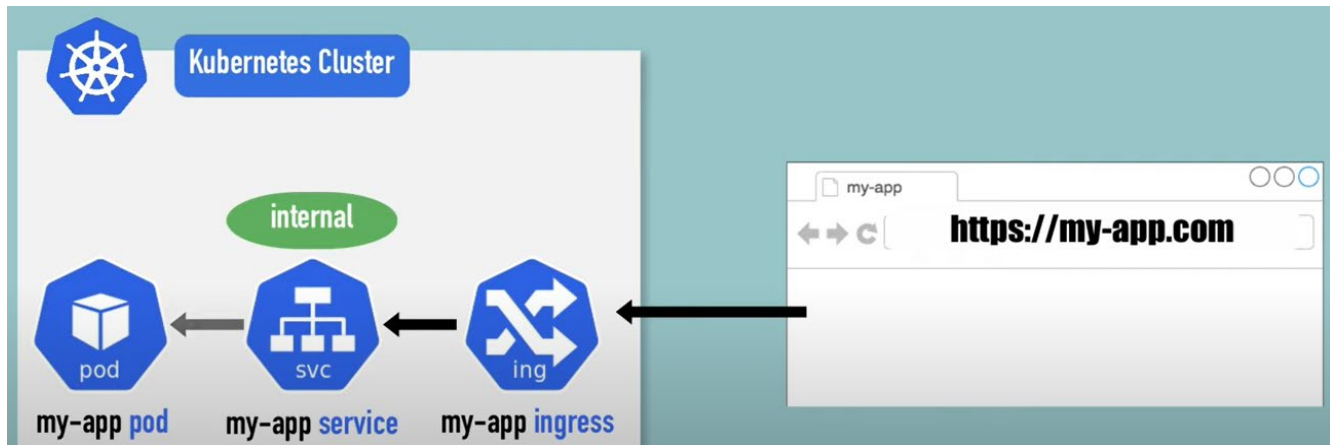 Kubernetes Cluster
internal
pod
svc
ing
my-app pod
my-app service
my-app ingress
my-app
https://my-app.com